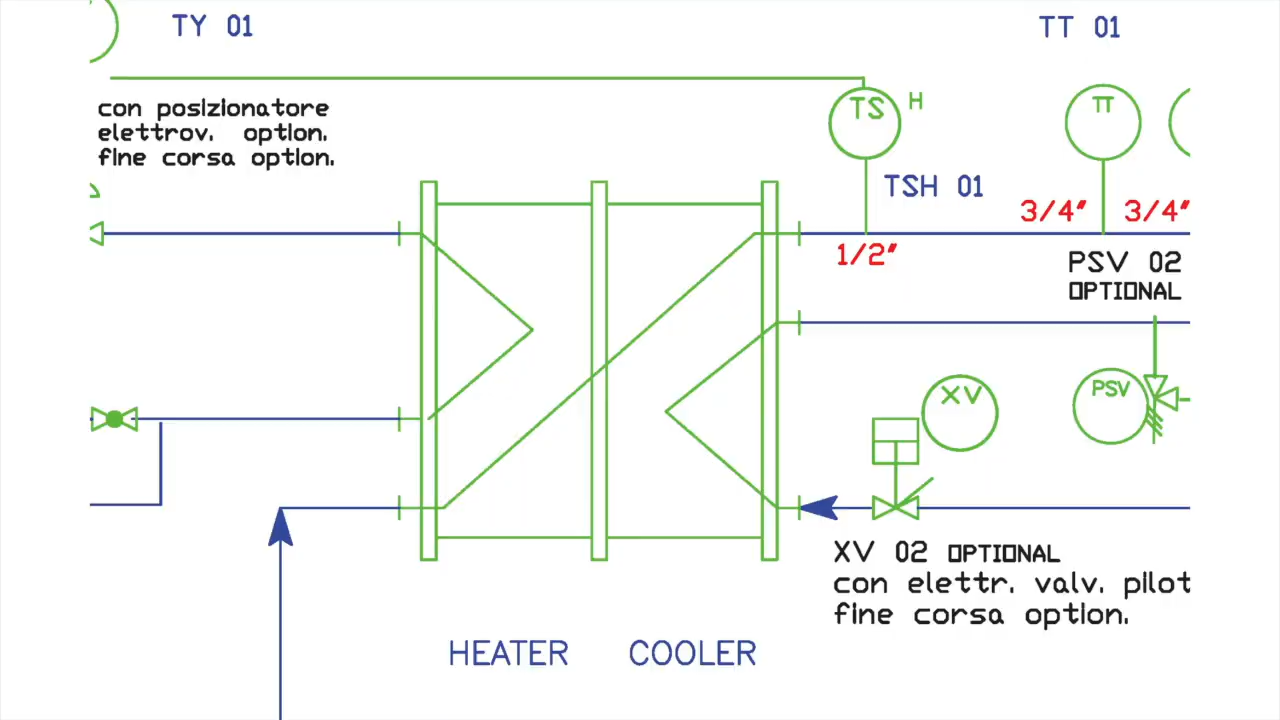 TY 01
TT 01
con posizionatore
elettrov. option.
fine corsa option.
TS
H
TT
TSH 01
3/4"
3/4"
1/2"
PSV 02
OPTIONAL
XV
PSV
XV 02 OPTIONAL
con elettr. valv. pilot
fine corsa option.
HEATER
COOLER